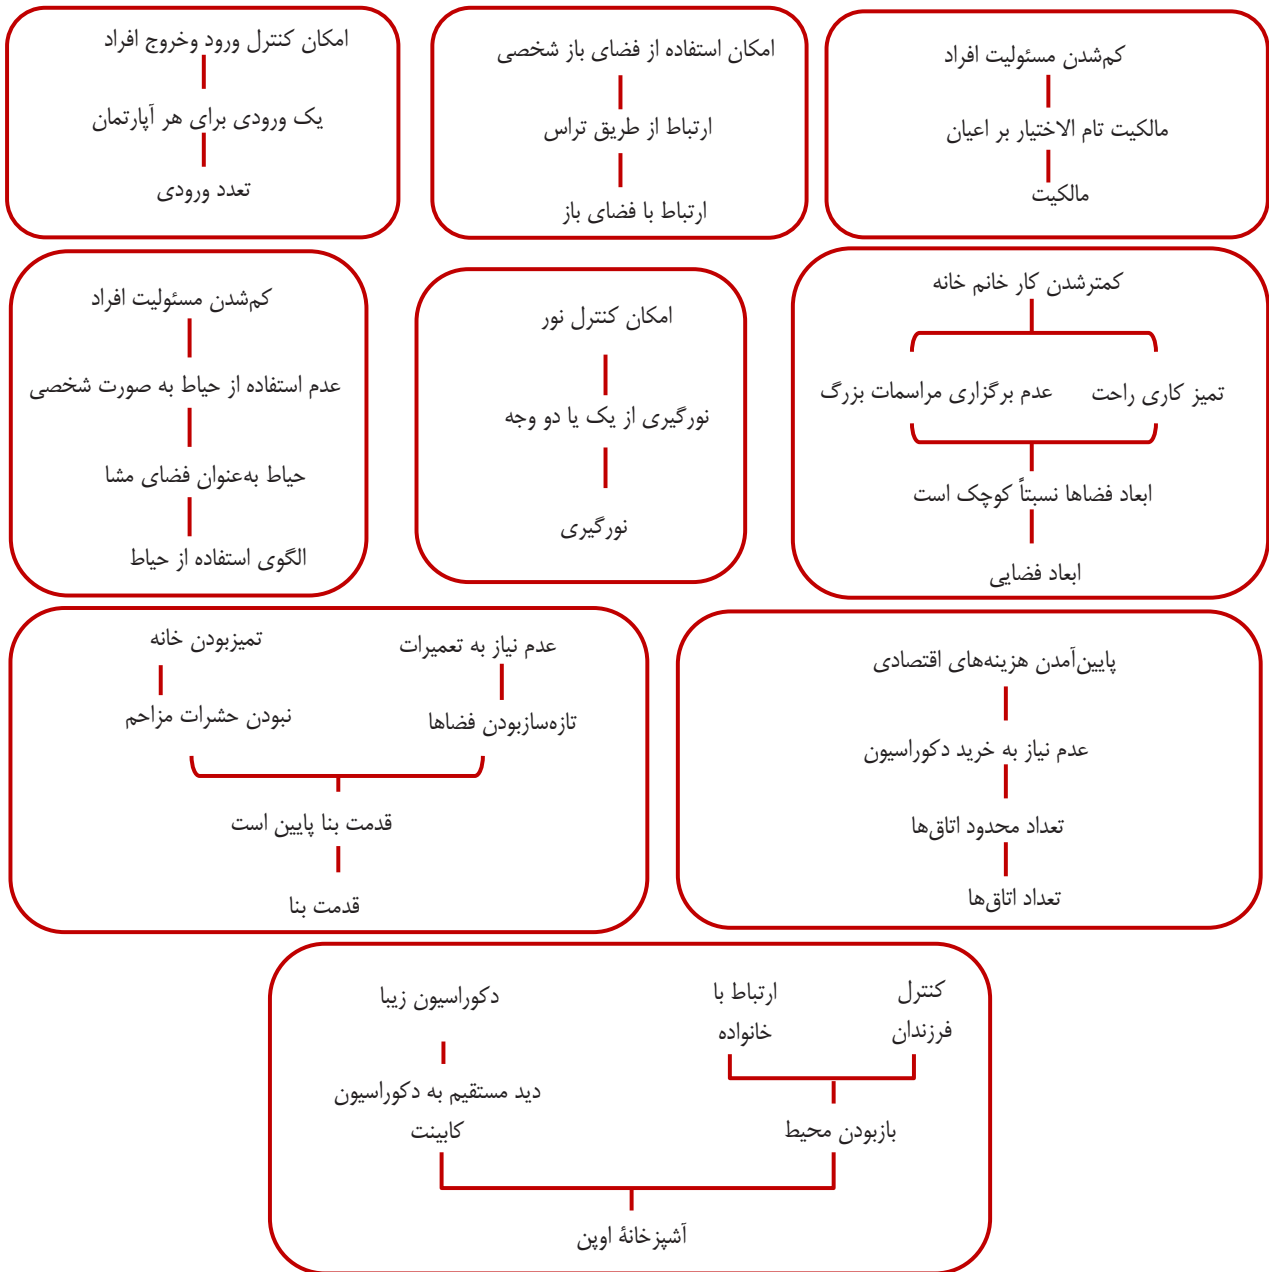 کم‌شدن مسئولیت افراد
مالکیت تام الاختیار بر اعیان
مالکیت
امکان استفاده از فضای باز شخصی
ارتباط از طریق تراس
ارتباط با فضای باز
امکان کنترل ورود وخروج افراد
یک ورودی برای هر آپارتمان
تعدد ورودی
کمترشدن کار خانم خانه
تمیز کاری راحت
عدم برگزاری مراسمات بزرگ
ابعاد فضاها نسبتاً کوچک است
ابعاد فضایی
امکان کنترل نور
نورگیری از یک یا دو وجه
نورگیری
کم‌شدن مسئولیت افراد
عدم استفاده از حیاط به صورت شخصی
حیاط به‌عنوان فضای مشا
الگوی استفاده از حیاط
پایین‌آمدن هزینه‌های اقتصادی
عدم نیاز به خرید دکوراسیون
تعداد محدود اتاق‌ها
تعداد اتاق‌ها
عدم نیاز به تعمیرات
تمیزبودن خانه
تازه‌سازبودن فضاها
نبودن حشرات مزاحم
قدمت بنا پایین است
قدمت بنا
کنترل
فرزندان
ارتباط با
خانواده
دکوراسیون زیبا
بازبودن محیط
دید مستقیم به دکوراسیون
کابینت
آشپزخانهٔ اوپن